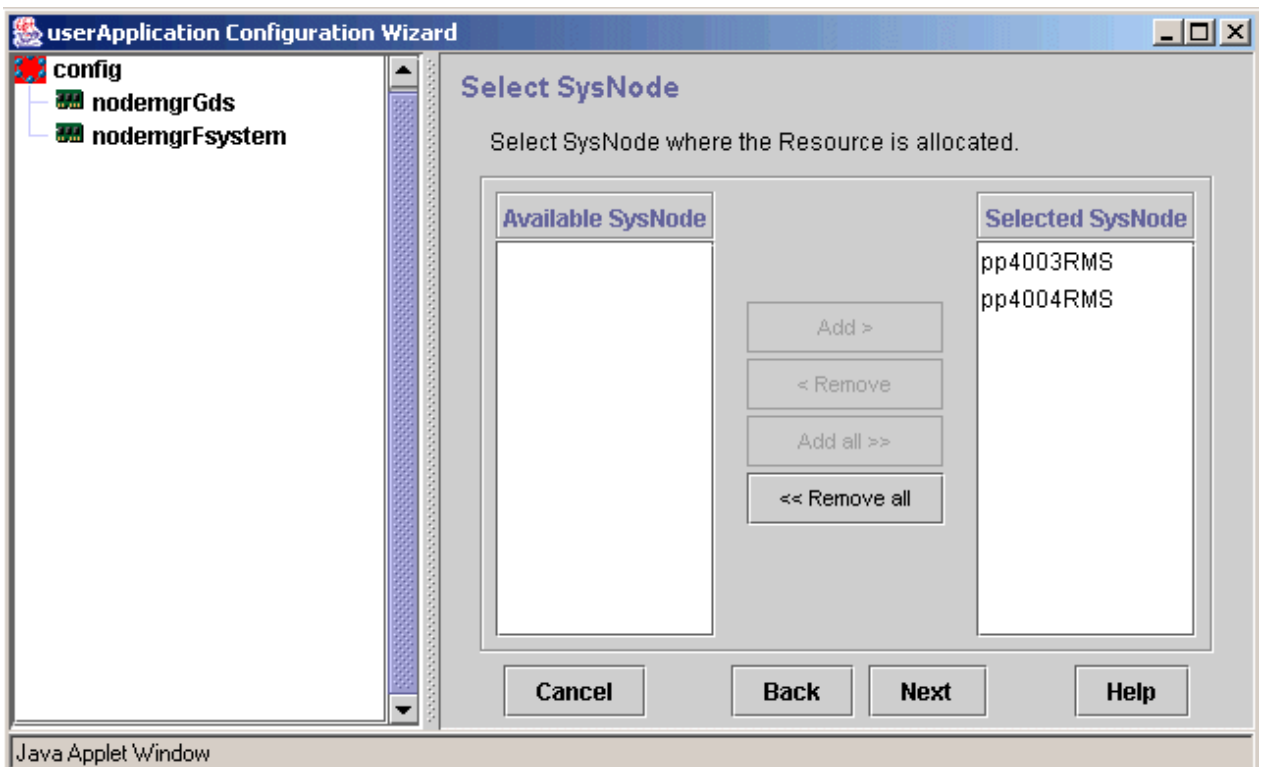 userApplication Configuration Wizard
config
nodemgrGds
nodemgrFsystem
Select SysNode
Select SysNode where the Resource is allocated.
Available SysNode
Selected SysNode
pp4003RMS
pp4004RMS
Add >
< Remove
Add all >>
<< Remove all
Cancel
Back
Next
Help
Java Applet Window